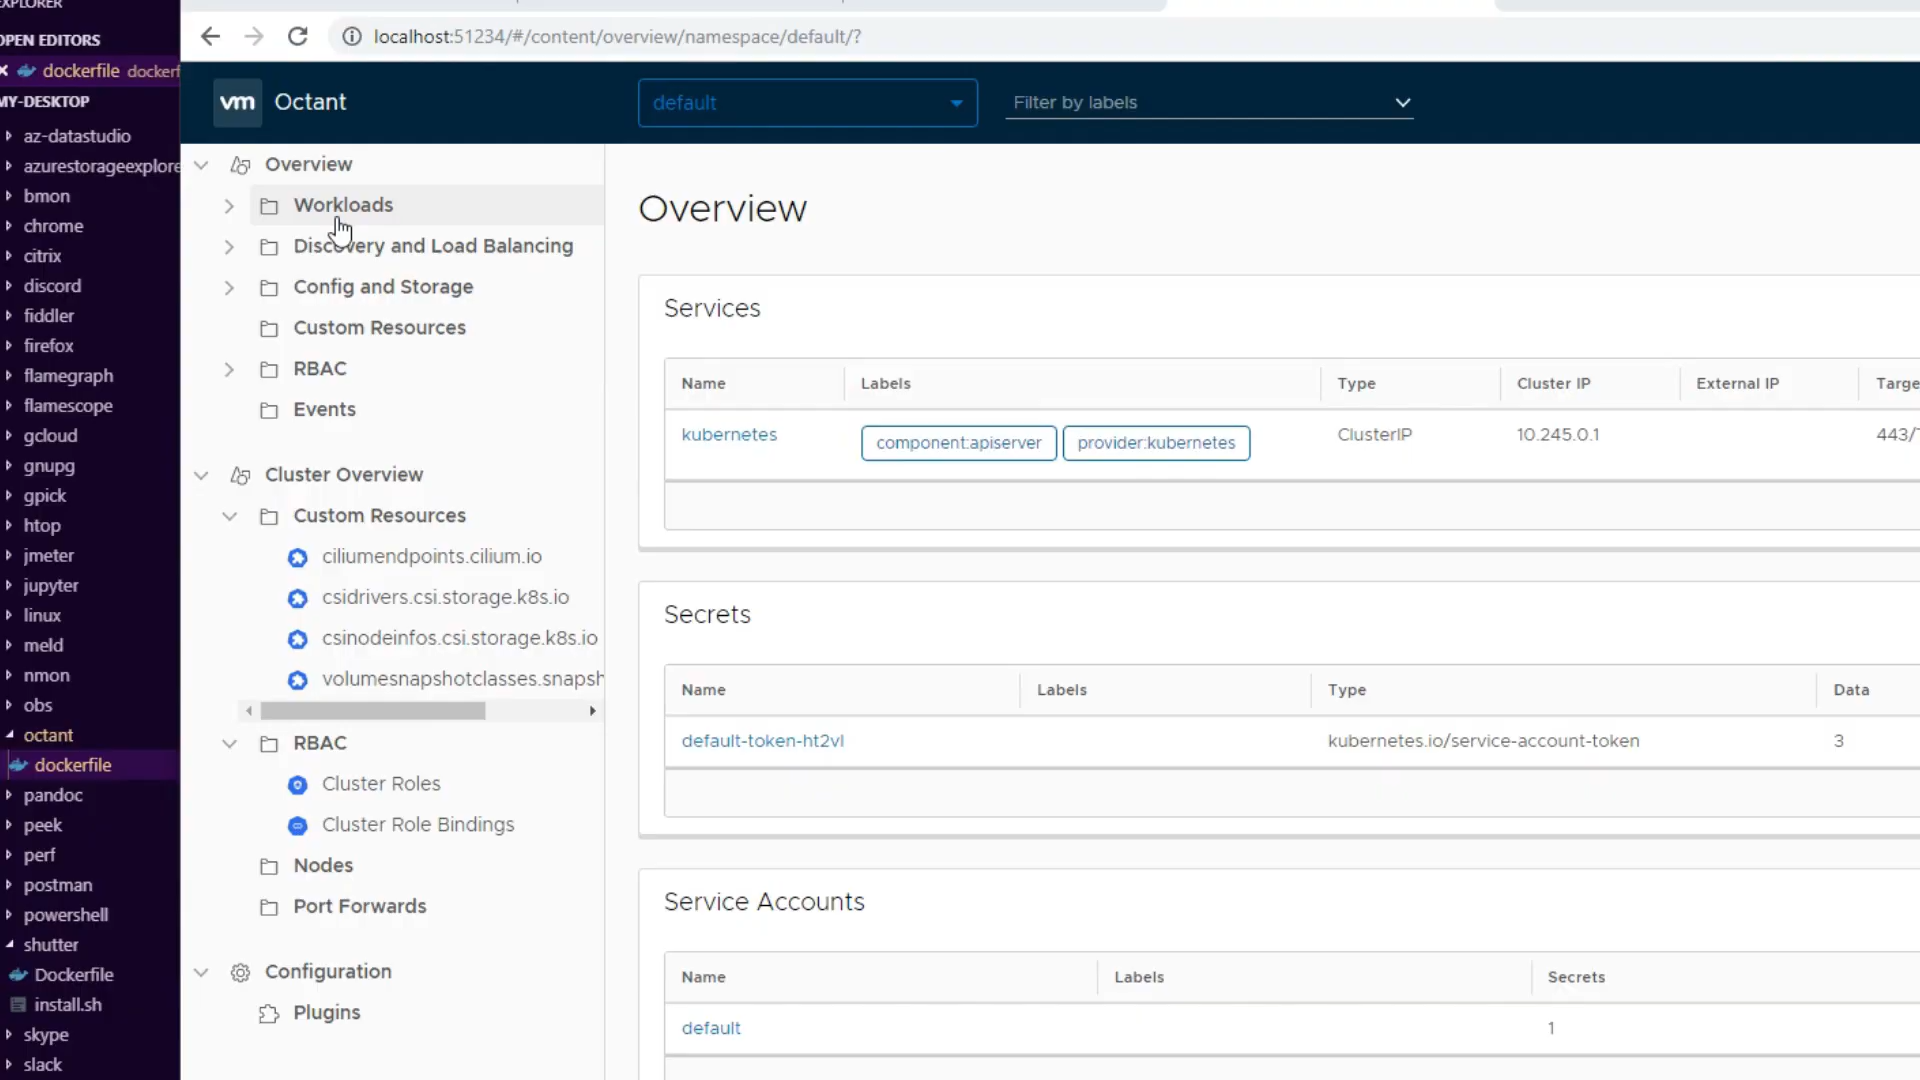 EXPLORER
OPEN EDITORS
dockerfile dockerf
MY-DESKTOP
az-datastudio
azurestorageexplore
bmon
chrome
citrix
discord
fiddler
firefox
flamegraph
flamescope
gcloud
gnupg
gpick
htop
jmeter
jupyter
linux
meld
nmon
obs
octant
dockerfile
pandoc
peek
perf
postman
powershell
shutter
Dockerfile
install.sh
skype
slack
localhost:51234/#/content/overview/namespace/default/?
vm Octant
default
Filter by labels
Overview
Workloads
Discovery and Load Balancing
Config and Storage
Custom Resources
RBAC
Events
Cluster Overview
Custom Resources
ciliumendpoints.cilium.io
csidrivers.csi.storage.k8s.io
csinodeinfos.csi.storage.k8s.io
volumesnapshotclasses.snapsh
RBAC
Cluster Roles
Cluster Role Bindings
Nodes
Port Forwards
Configuration
Plugins
Overview
Services
Name Labels Type Cluster IP External IP Targe
kubernetes component:apiserver provider:kubernetes ClusterIP 10.245.0.1 443/
Secrets
Name Labels Type Data
default-token-ht2vl kubernetes.io/service-account-token 3
Service Accounts
Name Labels Secrets
default 1